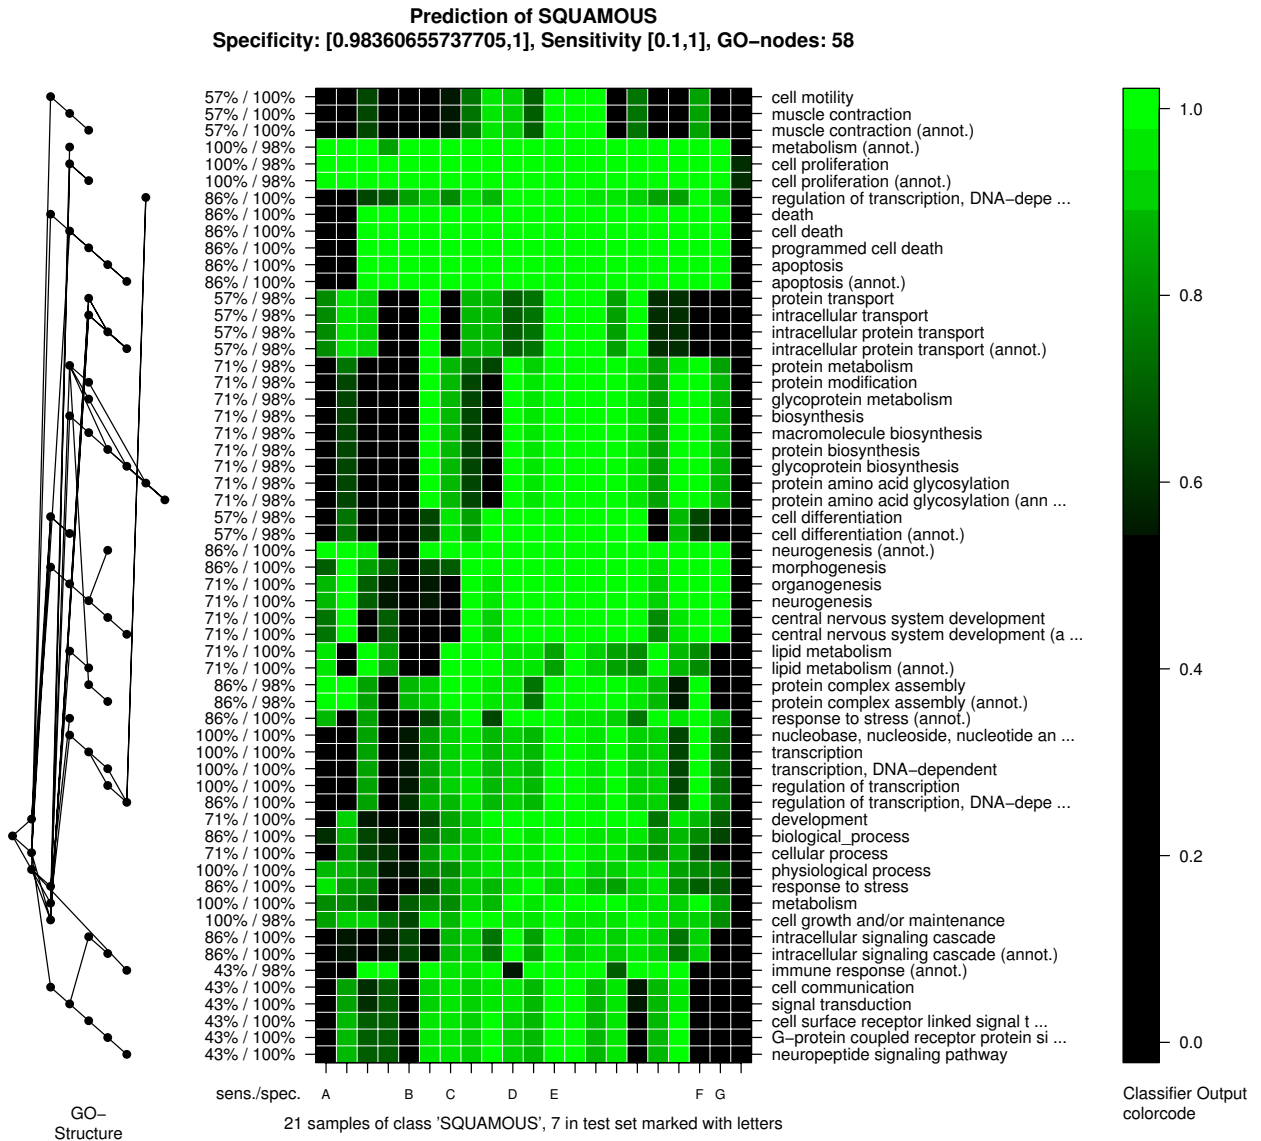 Prediction of SQUAMOUS
Specificity: [0.98360655737705,1], Sensitivity [0.1,1], GO−nodes: 58
57% / 100% cell motility
57% / 100% muscle contraction
57% / 100% muscle contraction (annot.)
100% / 98% metabolism (annot.)
100% / 98% cell proliferation
100% / 98% cell proliferation (annot.)
86% / 100% regulation of transcription, DNA−depe ...
86% / 100% death
86% / 100% cell death
86% / 100% programmed cell death
86% / 100% apoptosis
86% / 100% apoptosis (annot.)
57% / 98% protein transport
57% / 98% intracellular transport
57% / 98% intracellular protein transport
57% / 98% intracellular protein transport (annot.)
71% / 98% protein metabolism
71% / 98% protein modification
71% / 98% glycoprotein metabolism
71% / 98% biosynthesis
71% / 98% macromolecule biosynthesis
71% / 98% protein biosynthesis
71% / 98% glycoprotein biosynthesis
71% / 98% protein amino acid glycosylation
71% / 98% protein amino acid glycosylation (ann ...
57% / 98% cell differentiation
57% / 98% cell differentiation (annot.)
86% / 100% neurogenesis (annot.)
86% / 100% morphogenesis
71% / 100% organogenesis
71% / 100% neurogenesis
71% / 100% central nervous system development
71% / 100% central nervous system development (a ...
71% / 100% lipid metabolism
71% / 100% lipid metabolism (annot.)
86% / 98% protein complex assembly
86% / 98% protein complex assembly (annot.)
86% / 100% response to stress (annot.)
100% / 100% nucleobase, nucleoside, nucleotide an ...
100% / 100% transcription
100% / 100% transcription, DNA−dependent
100% / 100% regulation of transcription
86% / 100% regulation of transcription, DNA−depe ...
71% / 100% development
86% / 100% biological_process
71% / 100% cellular process
100% / 100% physiological process
86% / 100% response to stress
100% / 100% metabolism
100% / 98% cell growth and/or maintenance
86% / 100% intracellular signaling cascade
86% / 100% intracellular signaling cascade (annot.)
43% / 98% immune response (annot.)
43% / 100% cell communication
43% / 100% signal transduction
43% / 100% cell surface receptor linked signal t ...
43% / 100% G−protein coupled receptor protein si ...
43% / 100% neuropeptide signaling pathway
sens./spec. A B C D E F G
21 samples of class 'SQUAMOUS', 7 in test set marked with letters
GO−
Structure
1.0
0.8
0.6
0.4
0.2
0.0
Classifier Output
colorcode